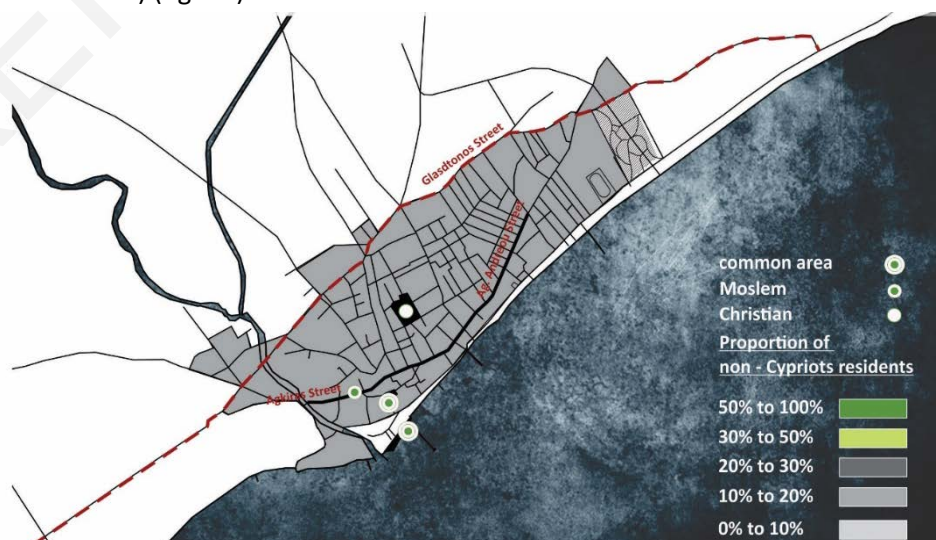 Glasdtonos Street
Ag. Andreou Street
Agkiras Street
common area
Moslem
Christian
Proportion of
non - Cypriots residents
50% to 100%
30% to 50%
20% to 30%
10% to 20%
0% to 10%